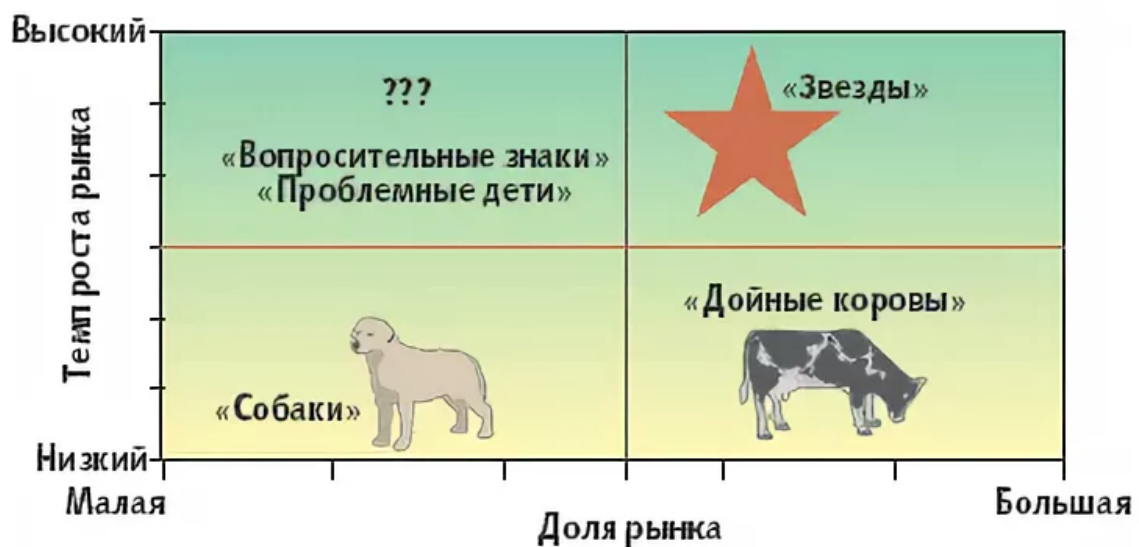 Высокий
???
«Звезды»
«Вопросительные знаки»
«Проблемные дети»
Темп роста рынка
«Дойные коровы»
«Собаки»
Низкий
Малая
Большая
Доля рынка